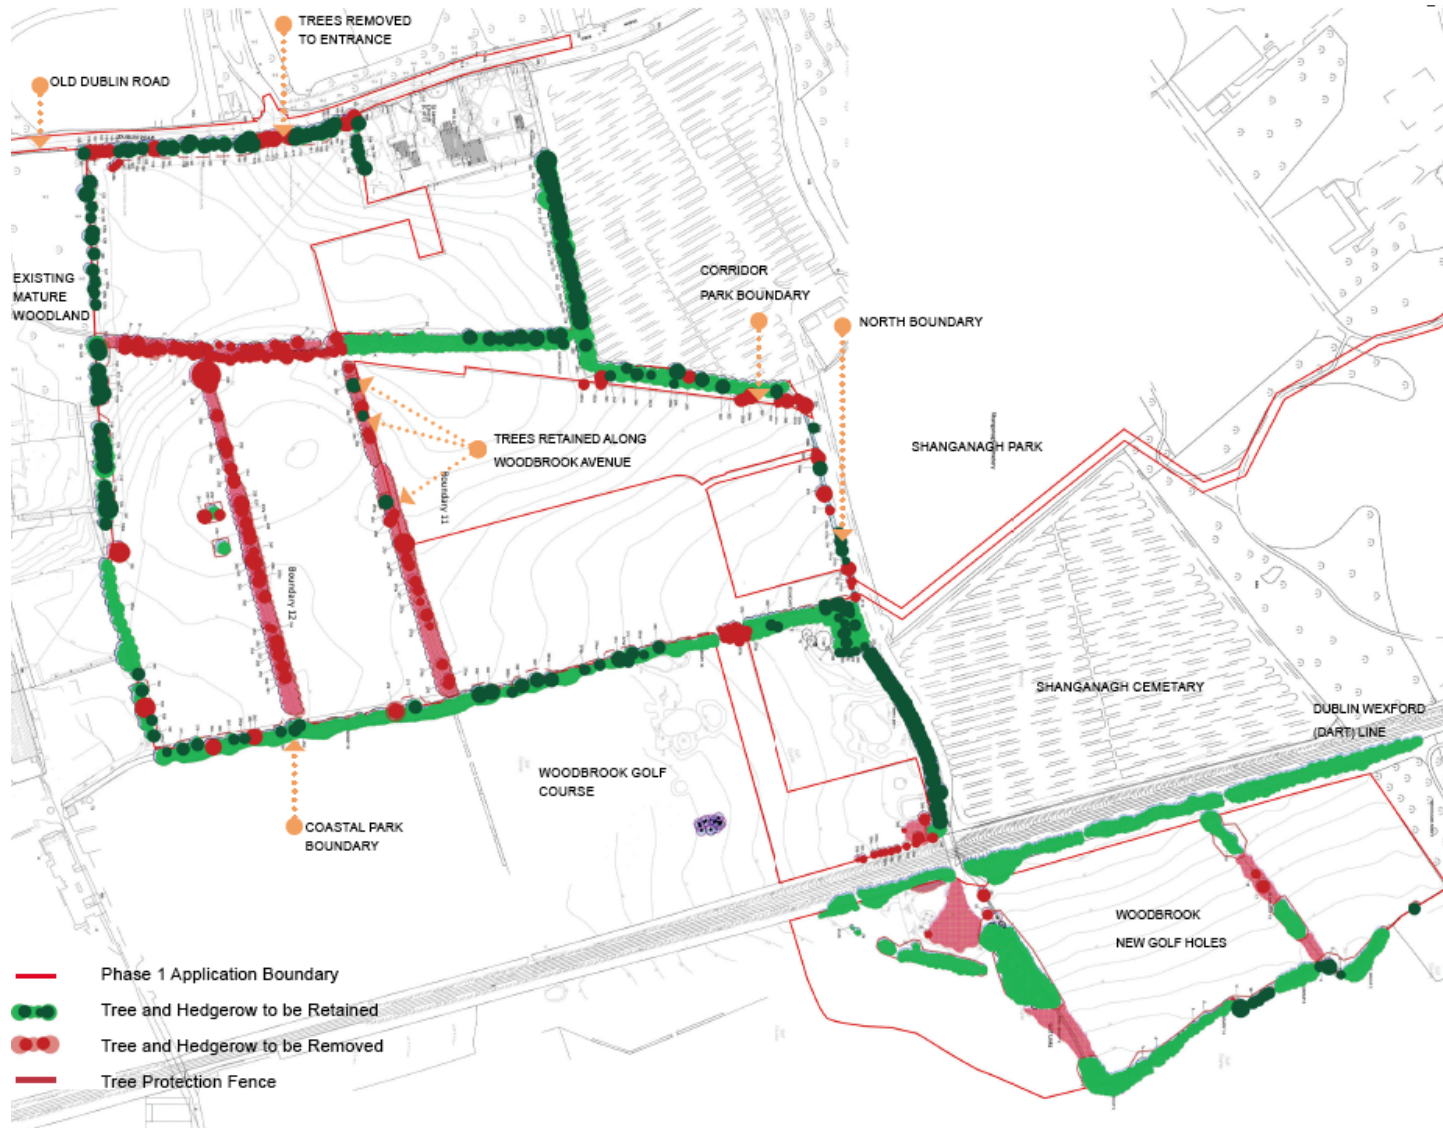 TREES REMOVED
TO ENTRANCE
OLD DUBLIN ROAD
EXISTING
MATURE
WOODLAND
CORRIDOR
PARK BOUNDARY
NORTH BOUNDARY
TREES RETAINED ALONG
WOODBROOK AVENUE
SHANGANAGH PARK
Boundary 11
Boundary 12
SHANGANAGH CEMETARY
DUBLIN WEXFORD
(DART) LINE
WOODBROOK GOLF
COURSE
COASTAL PARK
BOUNDARY
WOODBROOK
NEW GOLF HOLES
Phase 1 Application Boundary
Tree and Hedgerow to be Retained
Tree and Hedgerow to be Removed
Tree Protection Fence